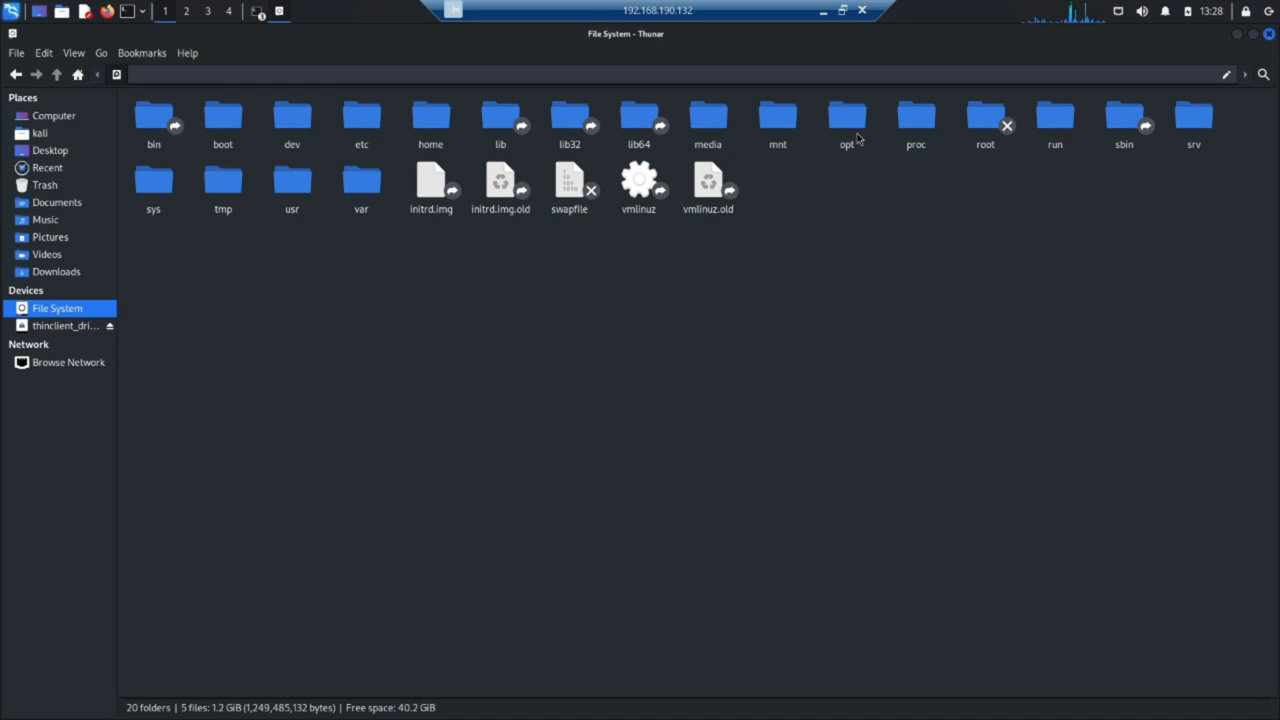 1 2 3 4 192.168.190.132 13:28
File System - Thunar
File Edit View Go Bookmarks Help
Places
Computer
kali
Desktop
Recent
Trash
Documents
Music
Pictures
Videos
Downloads
Devices
File System
thinclient_dri...
Network
Browse Network
bin boot dev etc home lib lib32 lib64 media mnt opt proc root run sbin srv
sys tmp usr var initrd.img initrd.img.old swapfile vmlinuz vmlinuz.old
20 folders | 5 files: 1.2 GiB (1,249,485,132 bytes) | Free space: 40.2 GiB